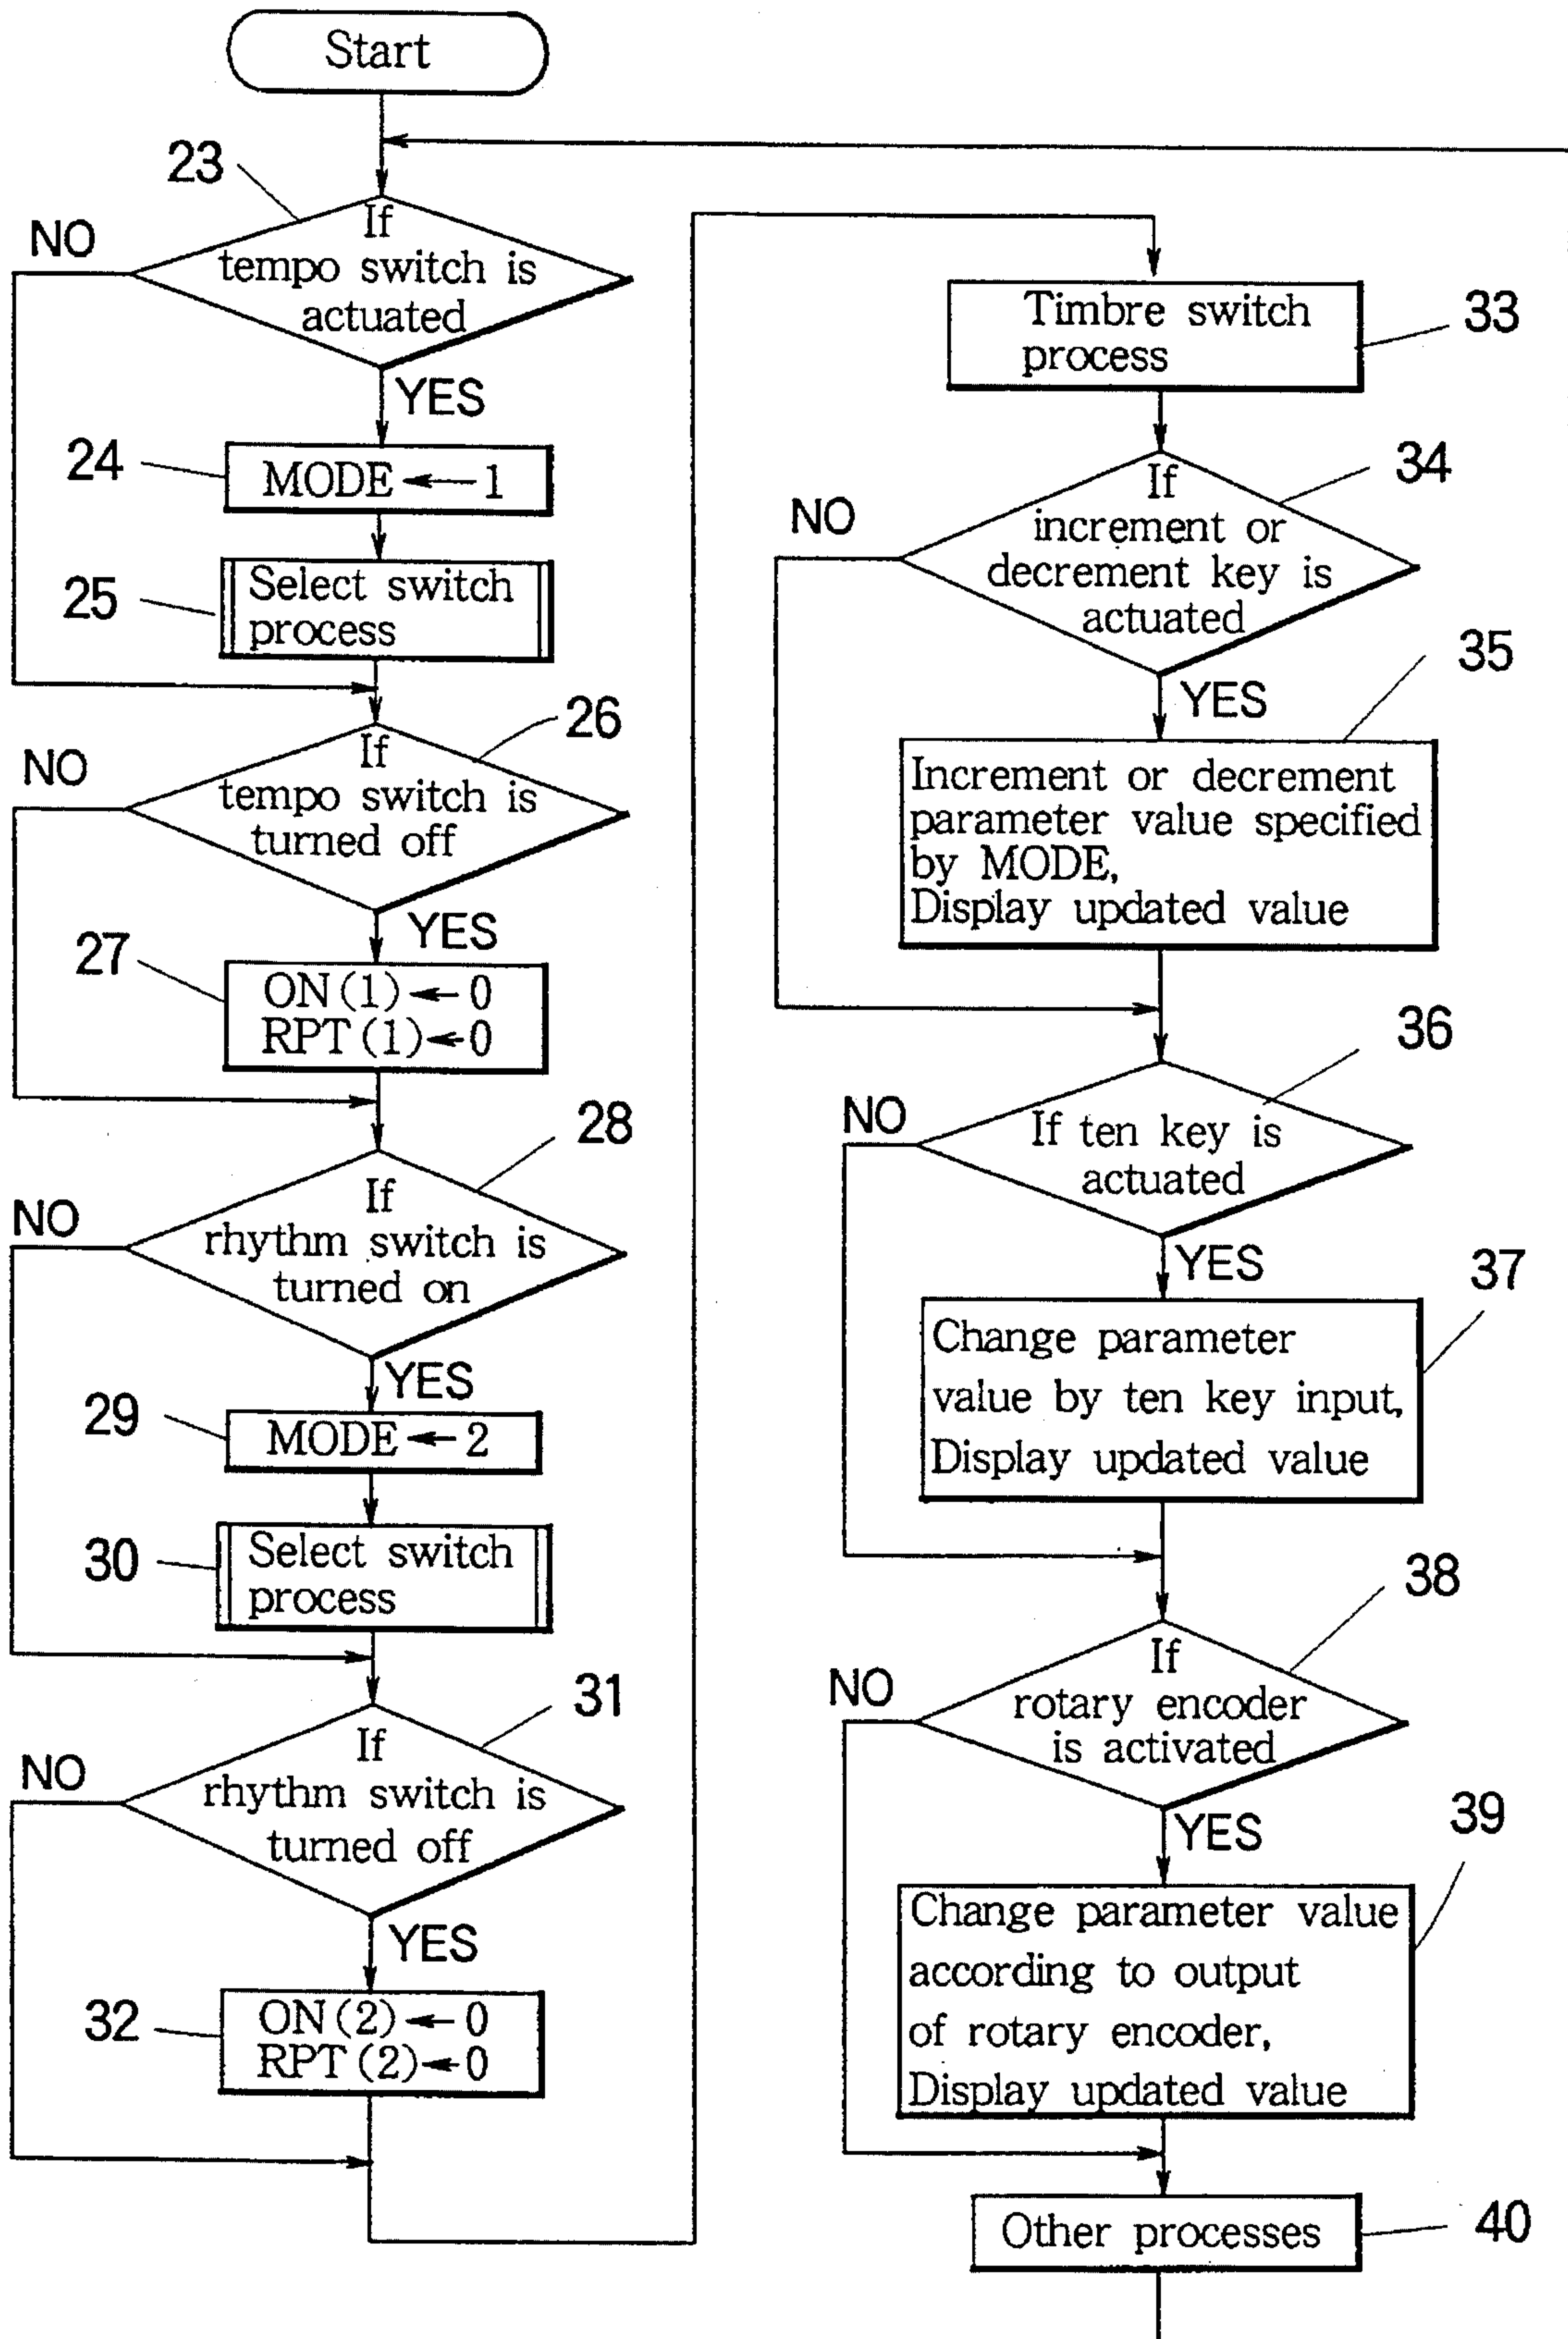 Start
23
If
tempo switch is
actuated
NO
YES
24
MODE ← 1
25
Select switch
process
26
If
tempo switch is
turned off
NO
YES
27
ON(1) ← 0
RPT(1) ← 0
28
If
rhythm switch is
turned on
NO
YES
29
MODE ← 2
30
Select switch
process
31
If
rhythm switch is
turned off
NO
YES
32
ON(2) ← 0
RPT(2) ← 0
Timbre switch
process
33
34
If
increment or
decrement key is
actuated
NO
YES
35
Increment or decrement
parameter value specified
by MODE,
Display updated value
36
If ten key is
actuated
NO
YES
37
Change parameter
value by ten key input,
Display updated value
38
If
rotary encoder
is activated
NO
YES
39
Change parameter value
according to output
of rotary encoder,
Display updated value
Other processes
40